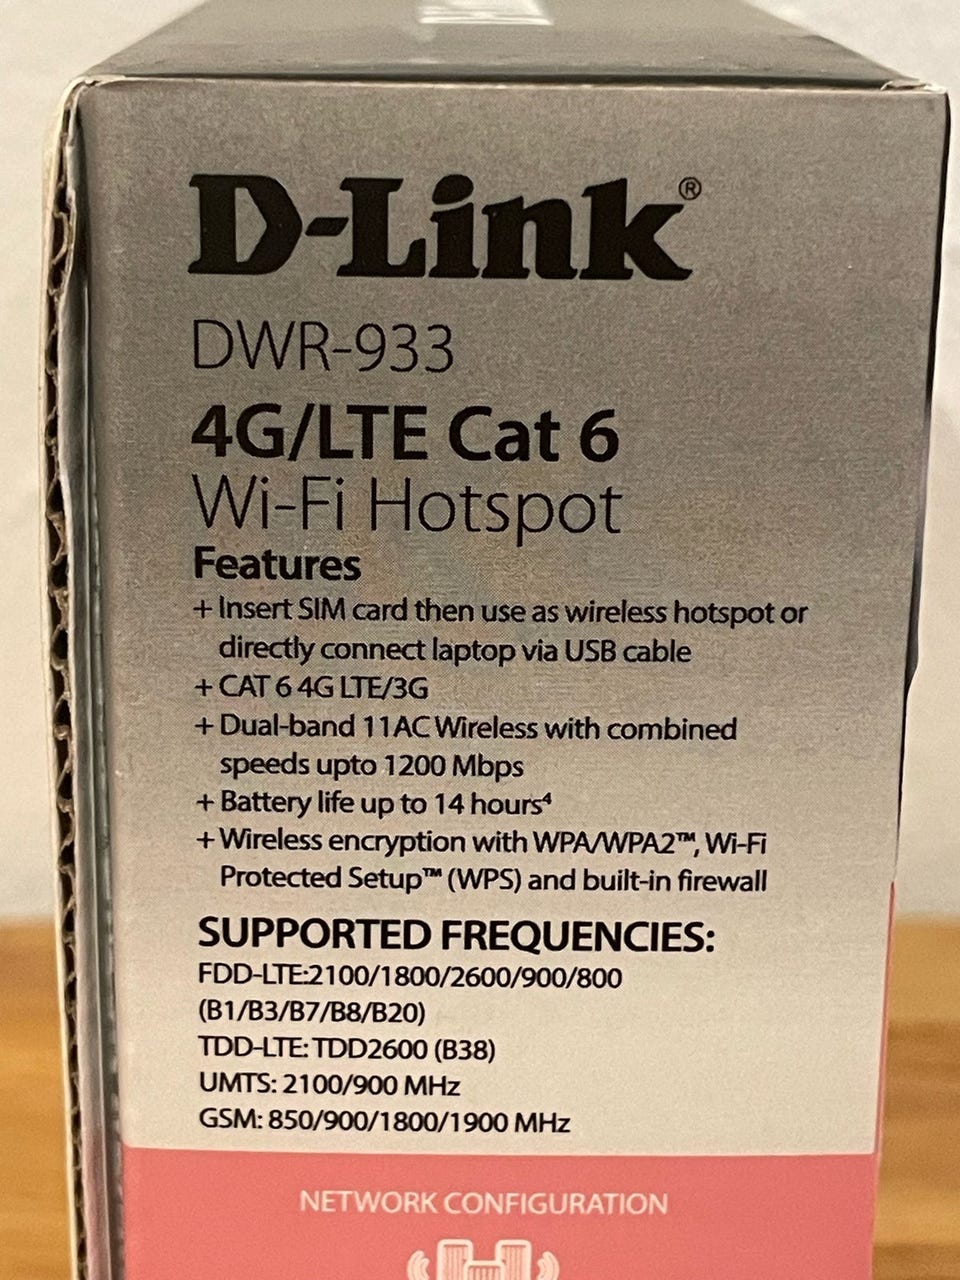 D-Link®
DWR-933
4G/LTE Cat 6
Wi-Fi Hotspot
Features
+ Insert SIM card then use as wireless hotspot or
directly connect laptop via USB cable
+ CAT 6 4G LTE/3G
+ Dual-band 11AC Wireless with combined
speeds upto 1200 Mbps
+ Battery life up to 14 hours⁴
+ Wireless encryption with WPA/WPA2™, Wi-Fi
Protected Setup™ (WPS) and built-in firewall
SUPPORTED FREQUENCIES:
FDD-LTE:2100/1800/2600/900/800
(B1/B3/B7/B8/B20)
TDD-LTE: TDD2600 (B38)
UMTS: 2100/900 MHz
GSM: 850/900/1800/1900 MHz
NETWORK CONFIGURATION